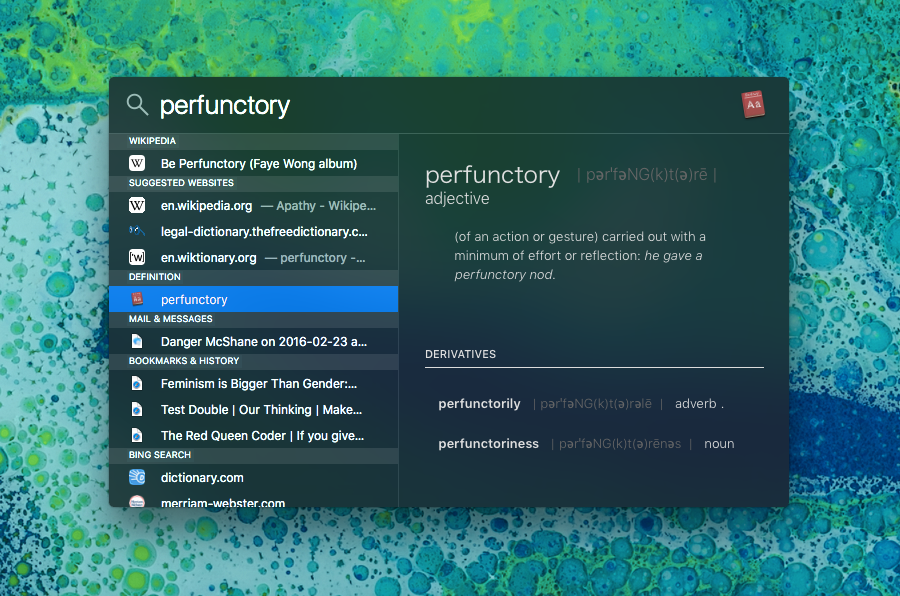 perfunctory
WIKIPEDIA
Be Perfunctory (Faye Wong album)
SUGGESTED WEBSITES
en.wikipedia.org — Apathy - Wikipe...
legal-dictionary.thefreedictionary.c...
en.wiktionary.org — perfunctory -...
DEFINITION
perfunctory
MAIL & MESSAGES
Danger McShane on 2016-02-23 a...
BOOKMARKS & HISTORY
Feminism is Bigger Than Gender:...
Test Double | Our Thinking | Make...
The Red Queen Coder | If you give...
BING SEARCH
dictionary.com
merriam-webster.com
Aa
perfunctory | pərˈfəNG(k)t(ə)rē |
adjective
(of an action or gesture) carried out with a
minimum of effort or reflection: he gave a
perfunctory nod.
DERIVATIVES
perfunctorily | pərˈfəNG(k)t(ə)rəlē | adverb .
perfunctoriness | pərˈfəNG(k)t(ə)rēnəs | noun